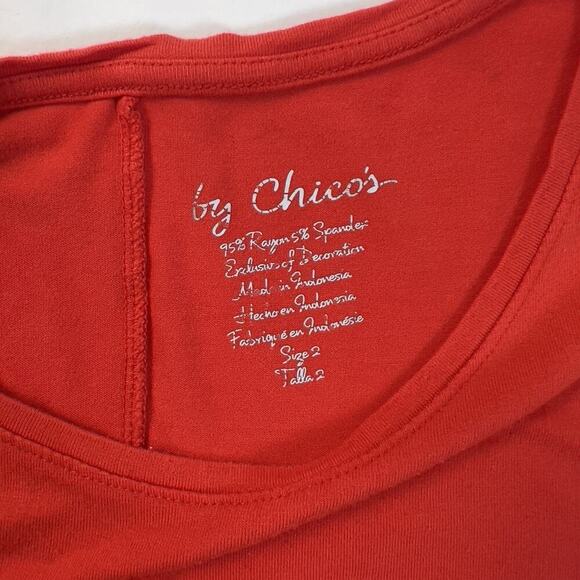 by Chico's
95% Rayon 5% Spandex
Exclusive of Decoration
Made in Indonesia
Hecho en Indonesia
Fabriqué en Indonésie
Size 2
Talla 2